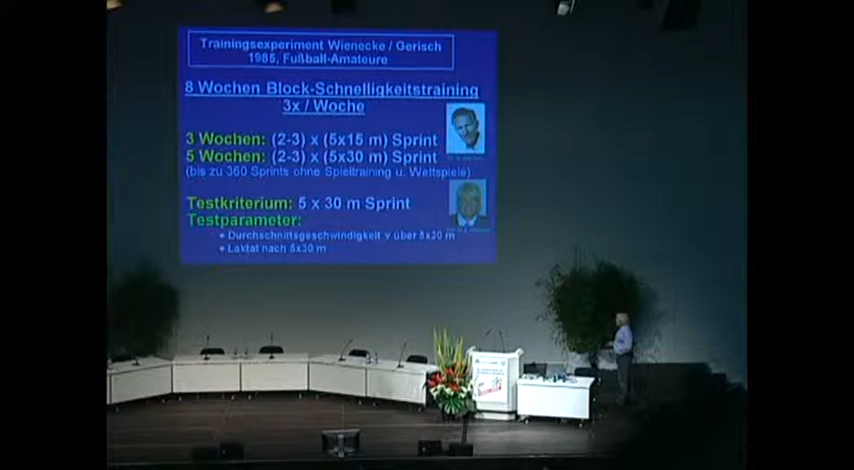 Trainingsexperiment Wienecke / Gerisch
1985, Fußball-Amateure
8 Wochen Block-Schnelligkeitstraining
3x / Woche
3 Wochen: (2-3) x (5x15 m) Sprint
5 Wochen: (2-3) x (5x30 m) Sprint
(bis zu 360 Sprints ohne Spieltraining u. Wettspiele)
Testkriterium: 5 x 30 m Sprint
Testparameter:
• Durchschnittsgeschwindigkeit v über 5x30 m
• Laktat nach 5x30 m